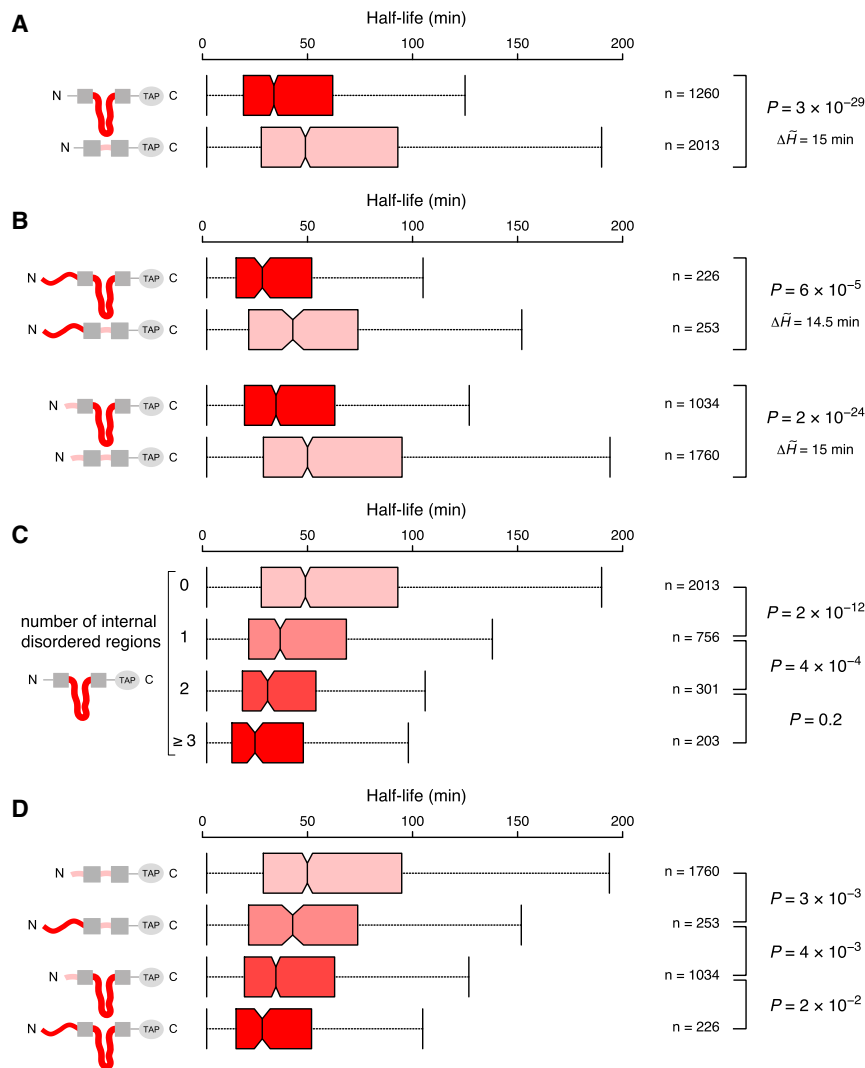 A
Half-life (min)
0 50 100 150 200
N TAP C
n = 1260
N TAP C
n = 2013
P = 3 × 10⁻²⁹
ΔH̃ = 15 min
B
Half-life (min)
0 50 100 150 200
N TAP C
n = 226
N TAP C
n = 253
P = 6 × 10⁻⁵
ΔH̃ = 14.5 min
N TAP C
n = 1034
N TAP C
n = 1760
P = 2 × 10⁻²⁴
ΔH̃ = 15 min
C
Half-life (min)
0 50 100 150 200
number of internal
disordered regions
N TAP C
0
n = 2013
1
n = 756
2
n = 301
≥ 3
n = 203
P = 2 × 10⁻¹²
P = 4 × 10⁻⁴
P = 0.2
D
Half-life (min)
0 50 100 150 200
N TAP C
n = 1760
N TAP C
n = 253
N TAP C
n = 1034
N TAP C
n = 226
P = 3 × 10⁻³
P = 4 × 10⁻³
P = 2 × 10⁻²